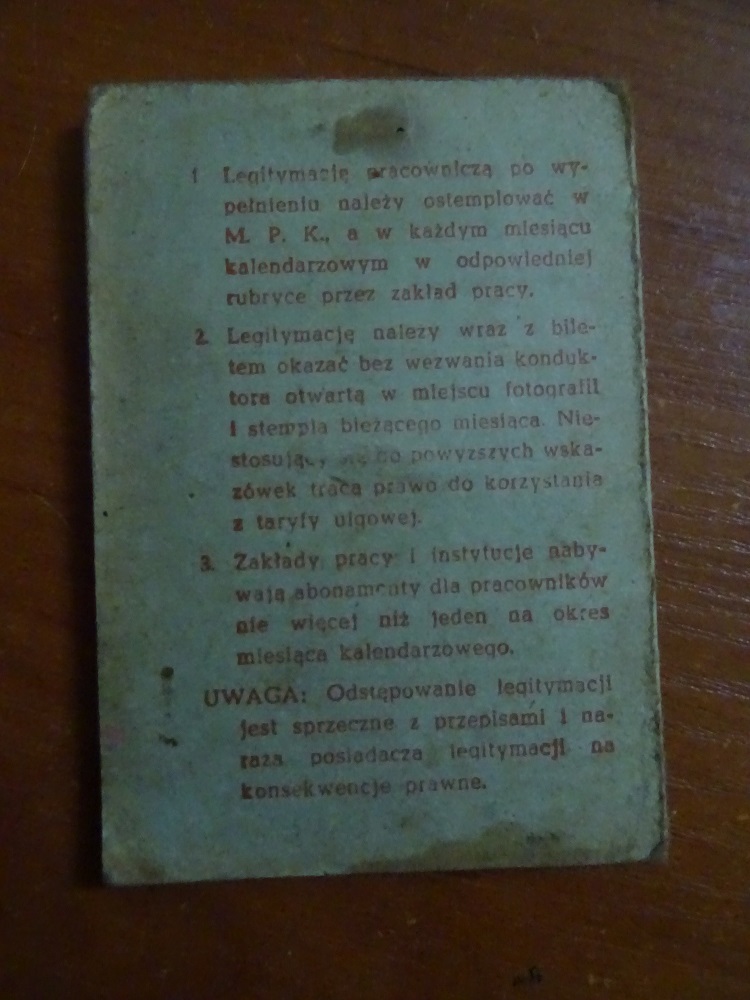 1 Legitymację pracowniczą po wy-
pełnieniu należy ostemplować w
M. P. K., a w każdym miesiącu
kalendarzowym w odpowiedniej
rubryce przez zakład pracy.
2. Legitymację należy wraz z bile-
tem okazać bez wezwania konduk-
tora otwartą w miejscu fotografii
i stempla bieżącego miesiąca. Nie-
stosujący się do powyższych wska-
zówek tracą prawo do korzystania
z taryfy ulgowej.
3. Zakłady pracy i instytucje naby-
wają abonamenty dla pracowników
nie więcej niż jeden na okres
miesiąca kalendarzowego.
UWAGA: Odstępowanie legitymacji
jest sprzeczne z przepisami i na-
raża posiadacza legitymacji na
konsekwencje prawne.